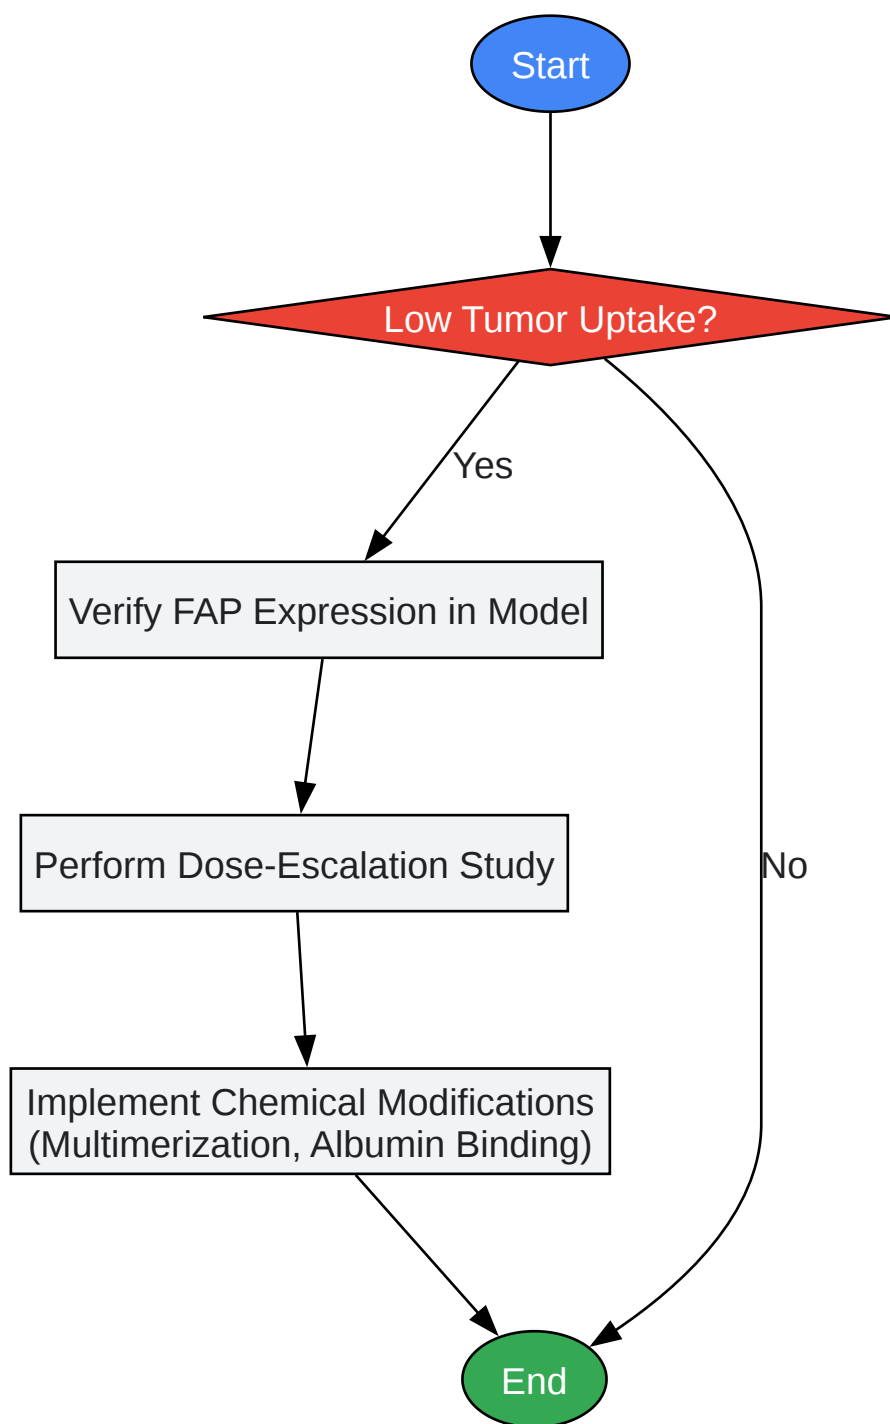 Start
Low Tumor Uptake?
Yes
Verify FAP Expression in Model
Perform Dose-Escalation Study
No
Implement Chemical Modifications
(Multimerization, Albumin Binding)
End